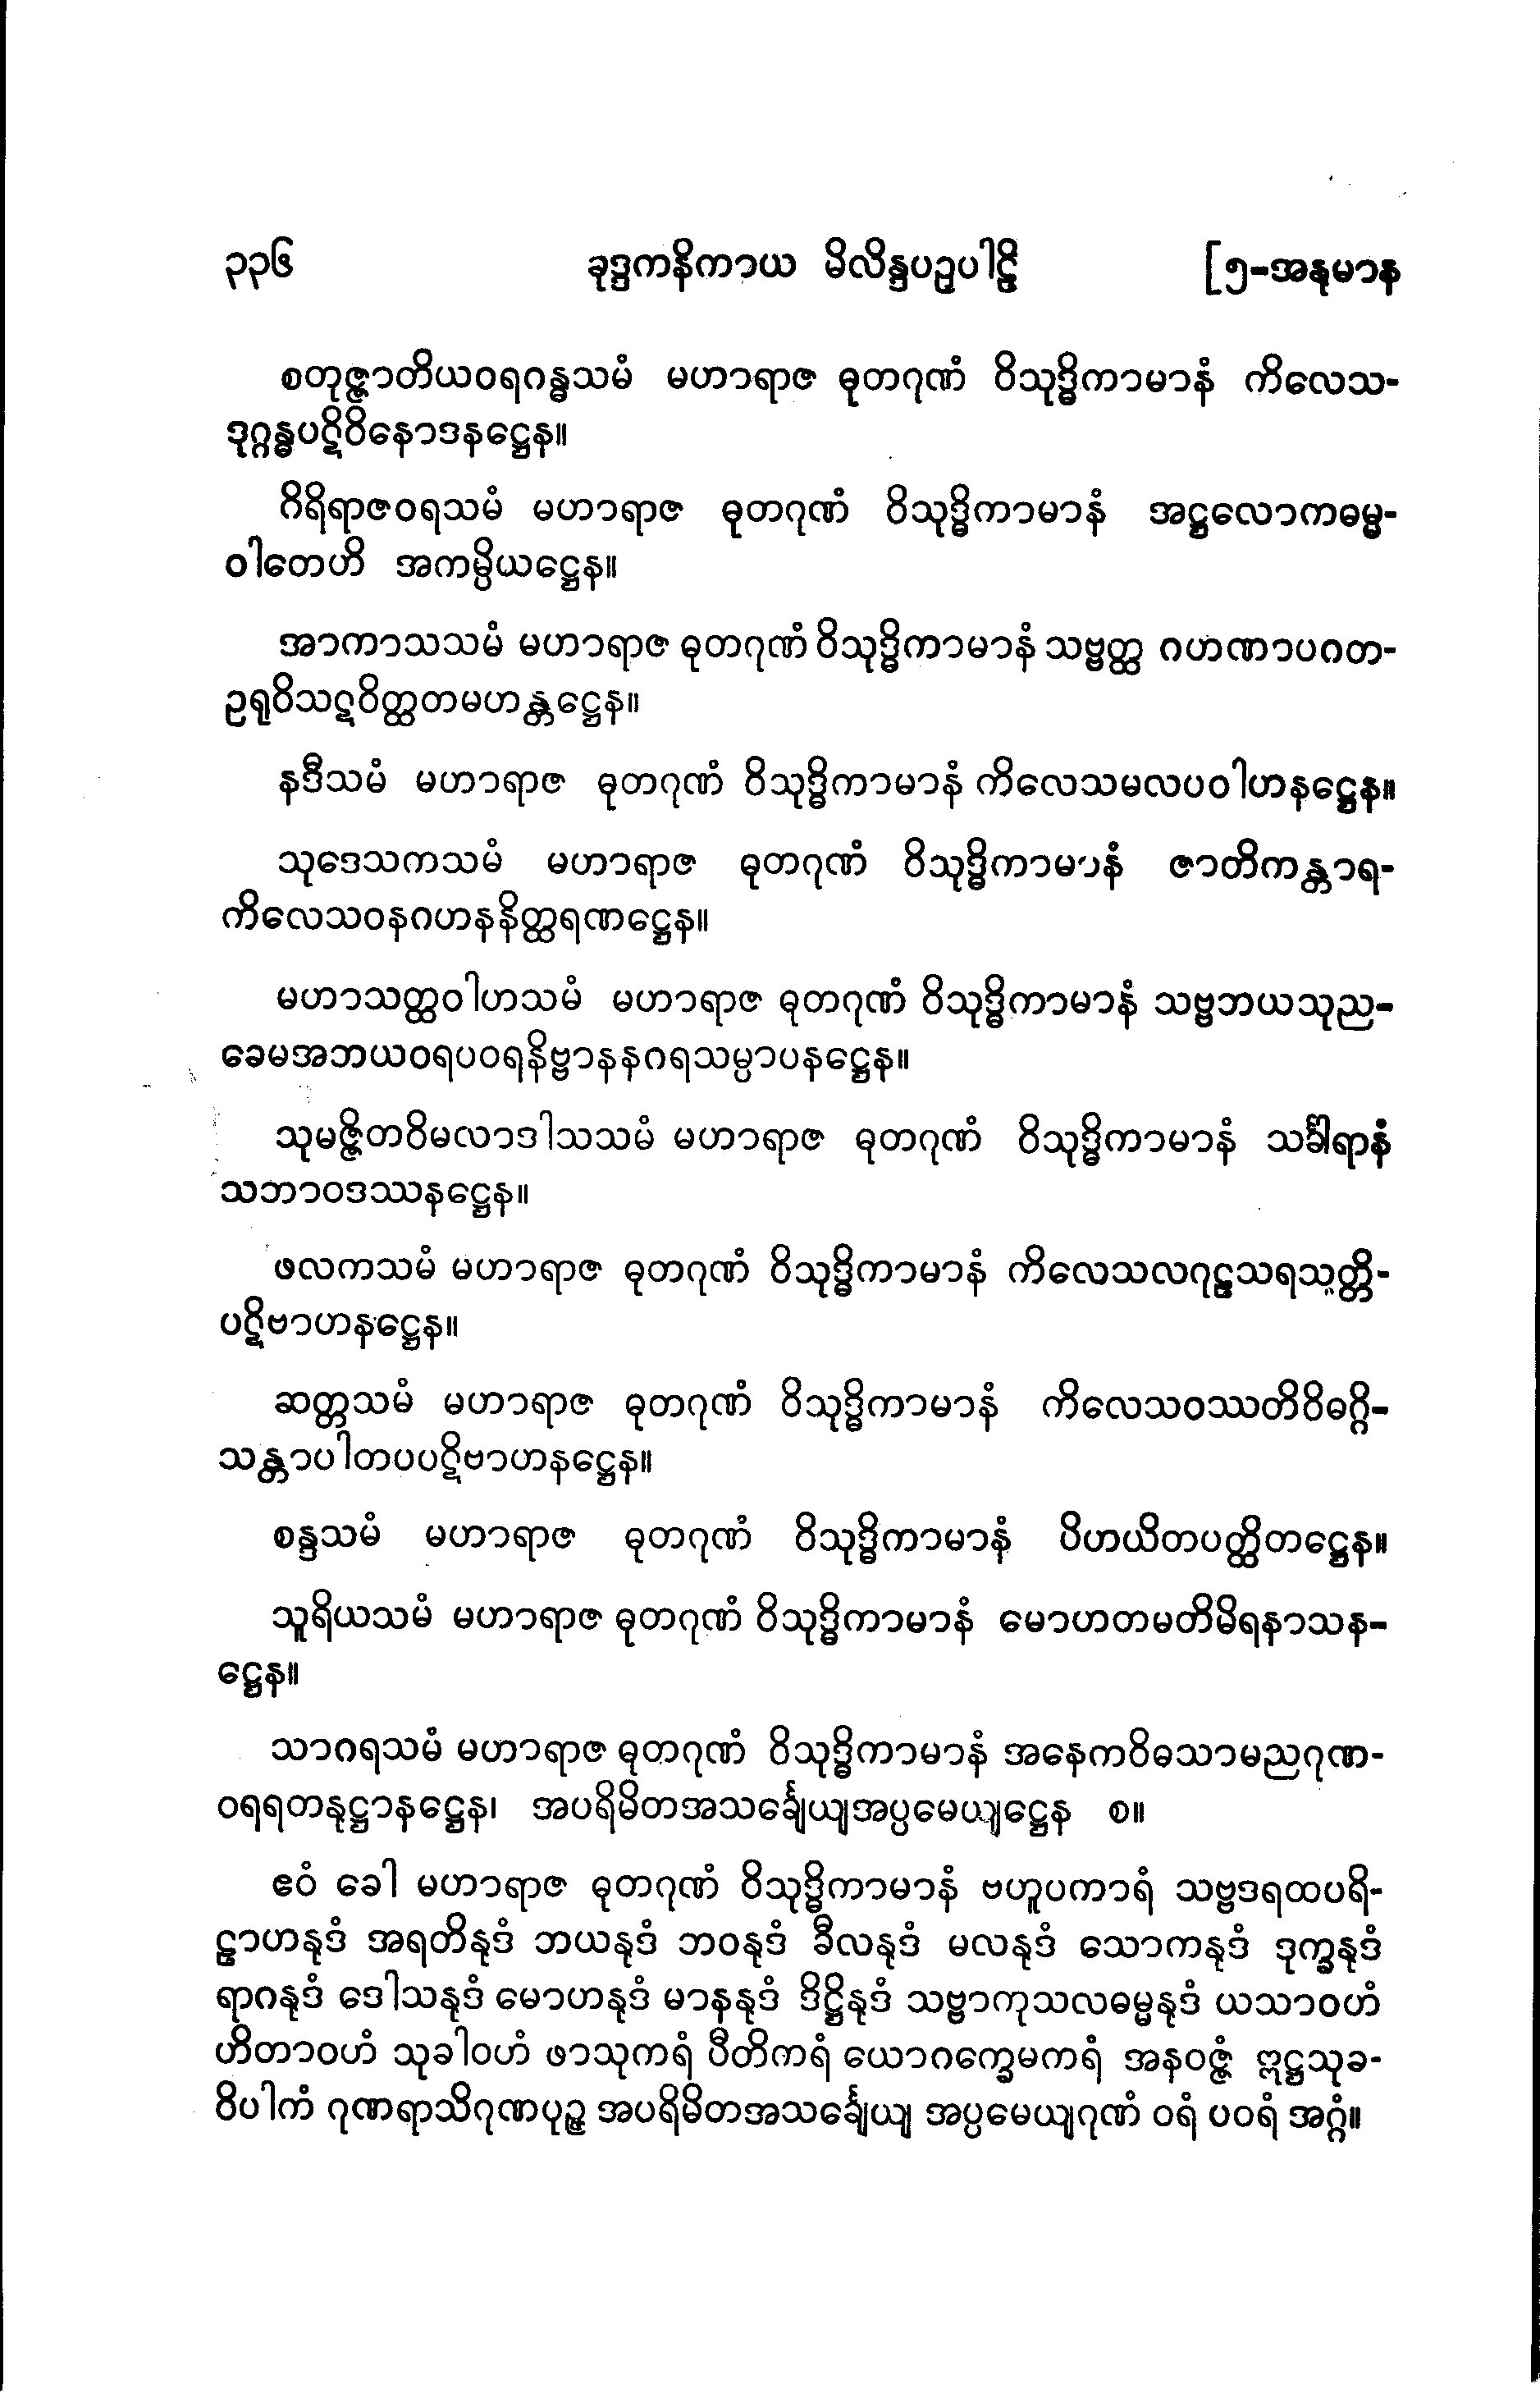 ၃၃၆ ခုဒ္ဒကနိကာယ မိလိန္ဒပဉှပါဠိ [၅-အနုမာန
စတုဇ္ဇာတိယဝရဂန္ဓသမံ မဟာရာဇ ဓုတဂုဏံ ဝိသုဒ္ဓိကာမာနံ ကိလေသ-
ဒုဂ္ဂန္ဓပဋိဝိနောဒနဋ္ဌေန။
ဂိရိရာဇဝရသမံ မဟာရာဇ ဓုတဂုဏံ ဝိသုဒ္ဓိကာမာနံ အဋ္ဌလောကဓမ္မ-
ဝါတေဟိ အကမ္ပိယဋ္ဌေန။
အာကာသသမံ မဟာရာဇ ဓုတဂုဏံ ဝိသုဒ္ဓိကာမာနံ သဗ္ဗတ္ထ ဂဟဏာပဂတ-
ဥရုဝိသဋဝိတ္ထတမဟန္တဋ္ဌေန။
နဒီသမံ မဟာရာဇ ဓုတဂုဏံ ဝိသုဒ္ဓိကာမာနံ ကိလေသမလပဝါဟနဋ္ဌေန။
သုဒေသကသမံ မဟာရာဇ ဓုတဂုဏံ ဝိသုဒ္ဓိကာမာနံ ဇာတိကန္တာရ-
ကိလေသဝနဂဟနနိတ္ထရဏဋ္ဌေန။
မဟာသတ္ထဝါဟသမံ မဟာရာဇ ဓုတဂုဏံ ဝိသုဒ္ဓိကာမာနံ သဗ္ဗဘယသုည-
ခေမအဘယဝရပဝရနိဗ္ဗာနနဂရသမ္ပာပနဋ္ဌေန။
သုမဇ္ဇိတဝိမလာဒါသသမံ မဟာရာဇ ဓုတဂုဏံ ဝိသုဒ္ဓိကာမာနံ သင်္ခါရာနံ
သဘာဝဒဿနဋ္ဌေန။
ဖလကသမံ မဟာရာဇ ဓုတဂုဏံ ဝိသုဒ္ဓိကာမာနံ ကိလေသလဂုဠသရသတ္တိ-
ပဋိဗာဟနဋ္ဌေန။
ဆတ္တသမံ မဟာရာဇ ဓုတဂုဏံ ဝိသုဒ္ဓိကာမာနံ ကိလေသဝဿတိဝိဓဂ္ဂိ-
သန္တာပါတပပဋိဗာဟနဋ္ဌေန။
စန္ဒသမံ မဟာရာဇ ဓုတဂုဏံ ဝိသုဒ္ဓိကာမာနံ ပိဟယိတပတ္ထိတဋ္ဌေန။
သူရိယသမံ မဟာရာဇ ဓုတဂုဏံ ဝိသုဒ္ဓိကာမာနံ မောဟတမတိမိရနာသန-
ဋ္ဌေန။
သာဂရသမံ မဟာရာဇ ဓုတဂုဏံ ဝိသုဒ္ဓိကာမာနံ အနေကဝိဓသာမညဂုဏ-
ဝရရတနုဋ္ဌာနဋ္ဌေန၊ အပရိမိတအသင်္ချေယျအပ္ပမေယျဋ္ဌေန စ။
ဧဝံ ခေါ မဟာရာဇ ဓုတဂုဏံ ဝိသုဒ္ဓိကာမာနံ ဗဟူပကာရံ သဗ္ဗဒရထပရိ-
ဠာဟနုဒံ အရတိနုဒံ ဘယနုဒံ ဘဝနုဒံ ခီလနုဒံ မလနုဒံ သောကနုဒံ ဒုက္ခနုဒံ
ရာဂနုဒံ ဒေါသနုဒံ မောဟနုဒံ မာနနုဒံ ဒိဋ္ဌိနုဒံ သဗ္ဗာကုသလဓမ္မနုဒံ ယသာဝဟံ
ဟိတာဝဟံ သုခါဝဟံ ဖာသုကရံ ပီတိကရံ ယောဂက္ခေမကရံ အနဝဇ္ဇံ ဣဋ္ဌသုခ-
ဝိပါကံ ဂုဏရာသိဂုဏပုဉ္ဇ အပရိမိတအသင်္ချေယျ အပ္ပမေယျဂုဏံ ဝရံ ပဝရံ အဂ္ဂံ။